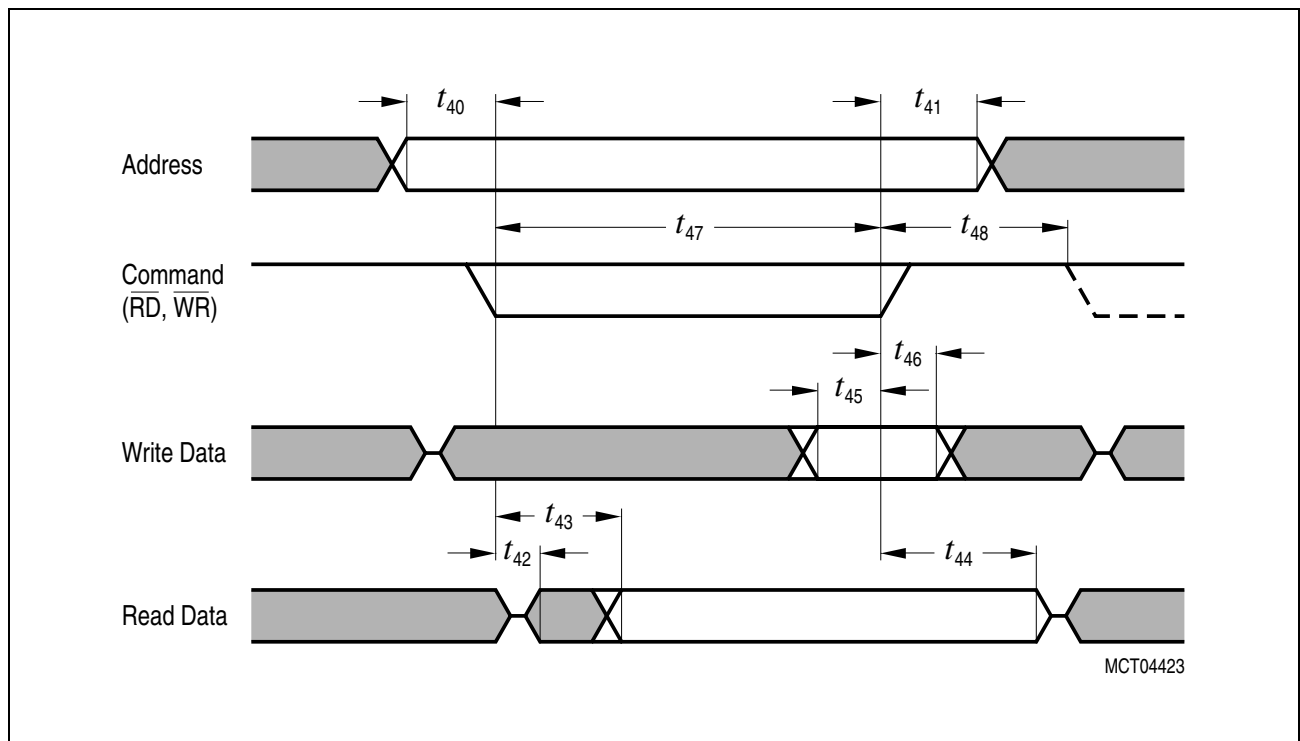 t40
t41
Address
t47
t48
Command
(RD, WR)
t46
t45
Write Data
t43
t42
t44
Read Data
MCT04423